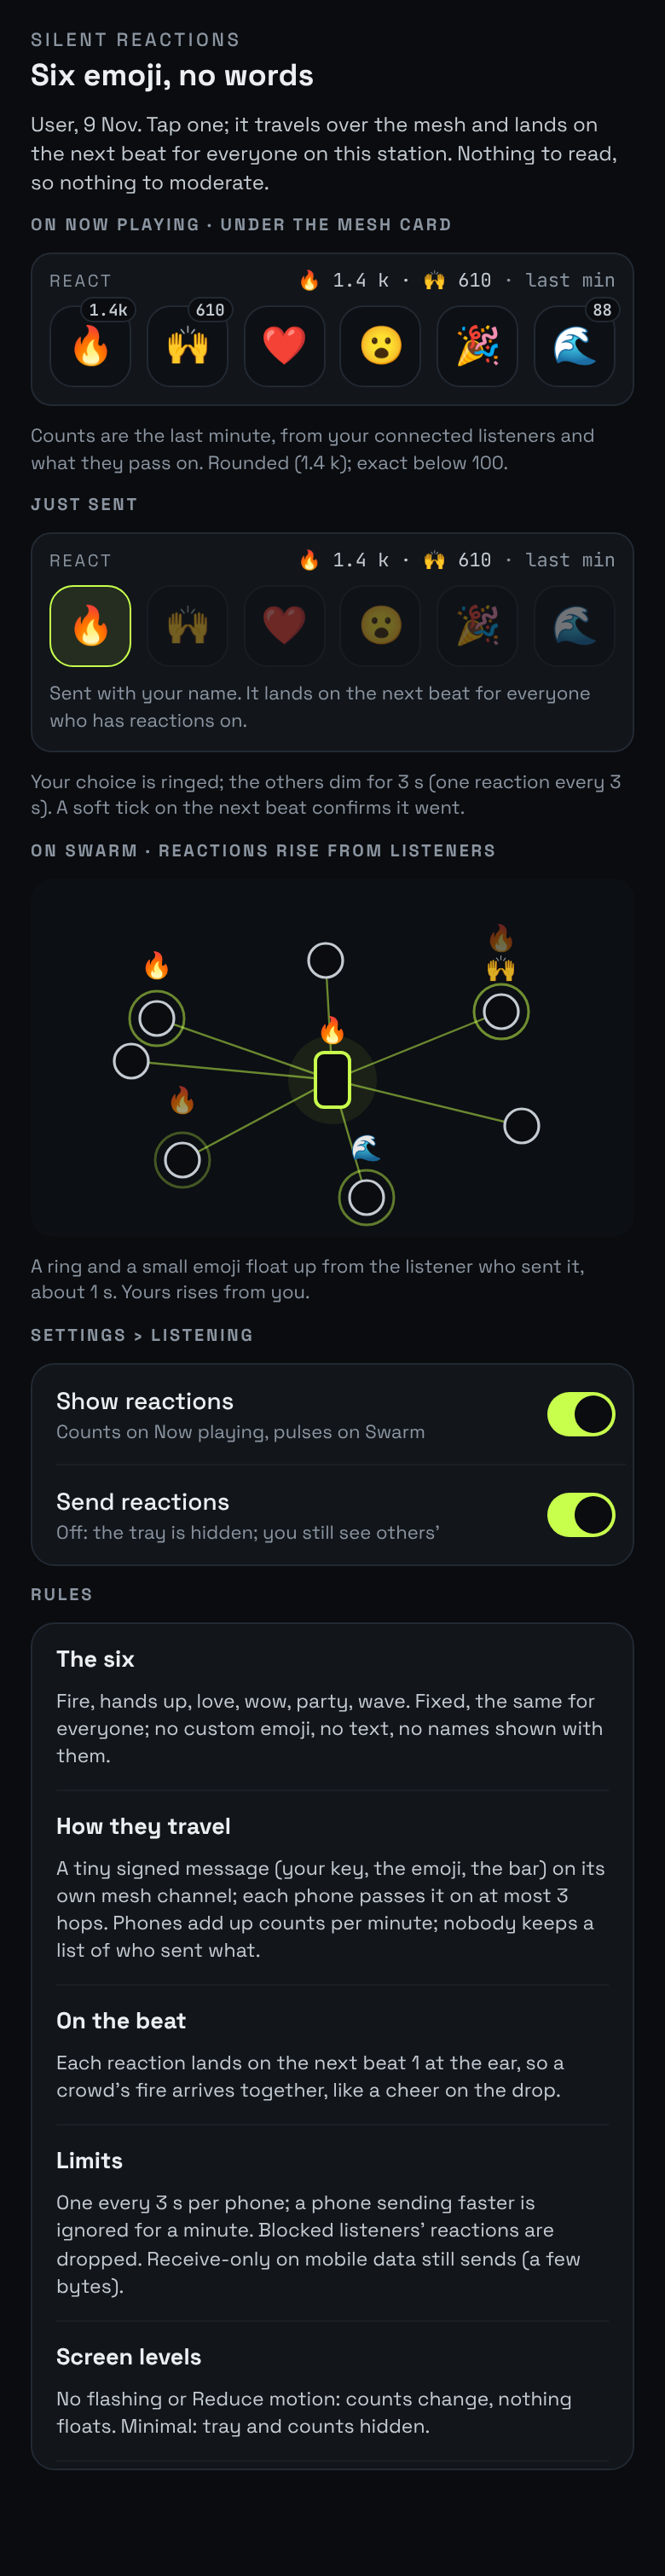 SILENT REACTIONS
Six emoji, no words
User, 9 Nov. Tap one; it travels over the mesh and lands on
the next beat for everyone on this station. Nothing to read,
so nothing to moderate.
ON NOW PLAYING · UNDER THE MESH CARD
REACT 🔥 1.4 k · 🙌 610 · last min
1.4k 610 88
🔥 🙌 ❤️ 😮 🎉 🌊
Counts are the last minute, from your connected listeners and
what they pass on. Rounded (1.4 k); exact below 100.
JUST SENT
REACT 🔥 1.4 k · 🙌 610 · last min
🔥 🙌 ❤️ 😮 🎉 🌊
Sent with your name. It lands on the next beat for everyone
who has reactions on.
Your choice is ringed; the others dim for 3 s (one reaction every 3
s). A soft tick on the next beat confirms it went.
ON SWARM · REACTIONS RISE FROM LISTENERS
A ring and a small emoji float up from the listener who sent it,
about 1 s. Yours rises from you.
SETTINGS > LISTENING
Show reactions
Counts on Now playing, pulses on Swarm
Send reactions
Off: the tray is hidden; you still see others’
RULES
The six
Fire, hands up, love, wow, party, wave. Fixed, the same for
everyone; no custom emoji, no text, no names shown with
them.
How they travel
A tiny signed message (your key, the emoji, the bar) on its
own mesh channel; each phone passes it on at most 3
hops. Phones add up counts per minute; nobody keeps a
list of who sent what.
On the beat
Each reaction lands on the next beat 1 at the ear, so a
crowd’s fire arrives together, like a cheer on the drop.
Limits
One every 3 s per phone; a phone sending faster is
ignored for a minute. Blocked listeners’ reactions are
dropped. Receive-only on mobile data still sends (a few
bytes).
Screen levels
No flashing or Reduce motion: counts change, nothing
floats. Minimal: tray and counts hidden.